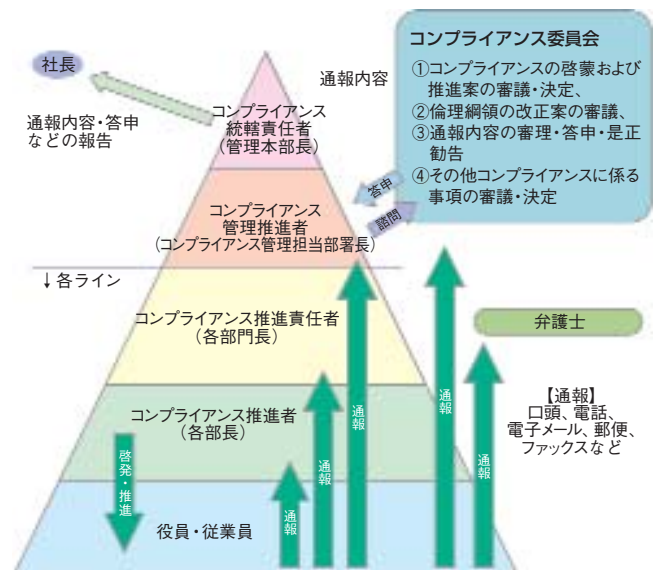 社長
通報内容・答申
などの報告
コンプライアンス
統轄責任者
(管理本部長)
通報内容
コンプライアンス委員会
①コンプライアンスの啓蒙および
推進案の審議・決定、
②倫理綱領の改正案の審議、
③通報内容の審理・答申・是正
勧告
④その他コンプライアンスに係る
事項の審議・決定
答申
諮問
コンプライアンス
管理推進者
(コンプライアンス管理担当部署長)
↓各ライン
コンプライアンス推進責任者
(各部門長)
弁護士
コンプライアンス推進者
(各部長)
【通報】
口頭、電話、
電子メール、郵便、
ファックスなど
啓発・推進
通報
通報
通報
通報
通報
役員・従業員